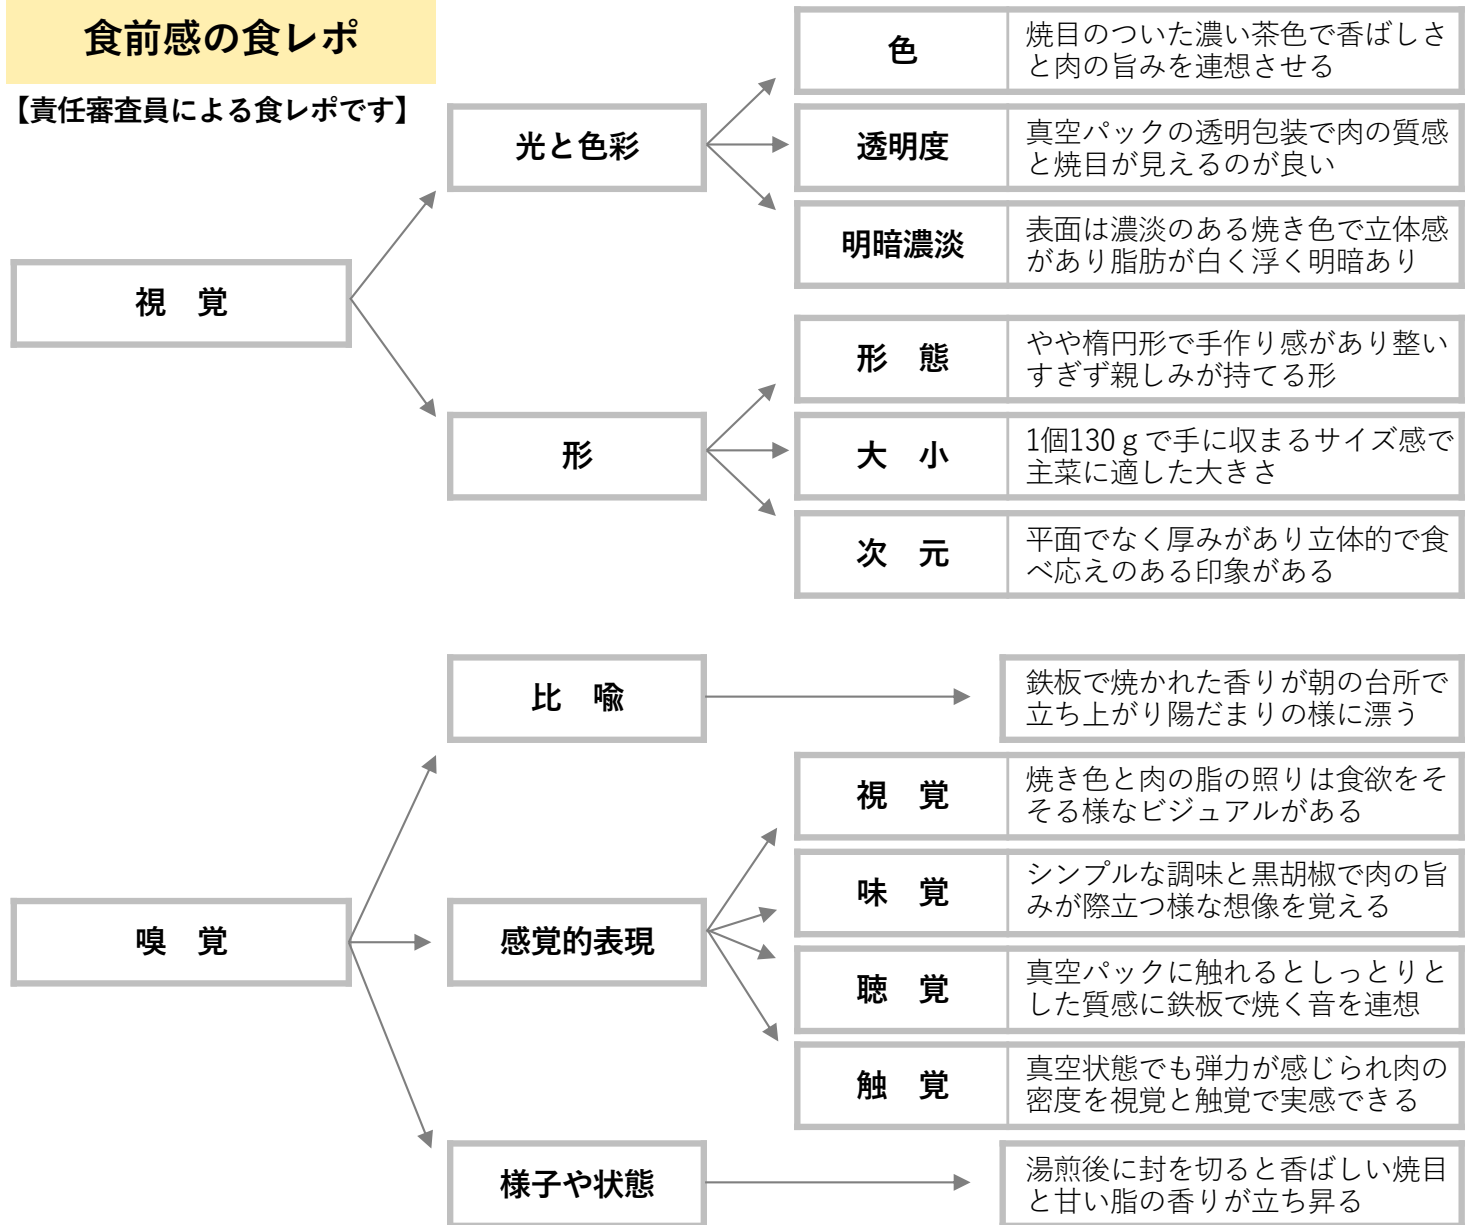 食前感の食レポ
【責任審査員による食レポです】
視　覚
光と色彩
色
焼目のついた濃い茶色で香ばしさ
と肉の旨みを連想させる
透明度
真空パックの透明包装で肉の質感
と焼目が見えるのが良い
明暗濃淡
表面は濃淡のある焼き色で立体感
があり脂肪が白く浮く明暗あり
形
形　態
やや楕円形で手作り感があり整い
すぎず親しみが持てる形
大　小
1個130ｇで手に収まるサイズ感で
主菜に適した大きさ
次　元
平面でなく厚みがあり立体的で食
べ応えのある印象がある
嗅　覚
比　喩
鉄板で焼かれた香りが朝の台所で
立ち上がり陽だまりの様に漂う
感覚的表現
視　覚
焼き色と肉の脂の照りは食欲をそ
そる様なビジュアルがある
味　覚
シンプルな調味と黒胡椒で肉の旨
みが際立つ様な想像を覚える
聴　覚
真空パックに触れるとしっとりと
した質感に鉄板で焼く音を連想
触　覚
真空状態でも弾力が感じられ肉の
密度を視覚と触覚で実感できる
様子や状態
湯煎後に封を切ると香ばしい焼目
と甘い脂の香りが立ち昇る